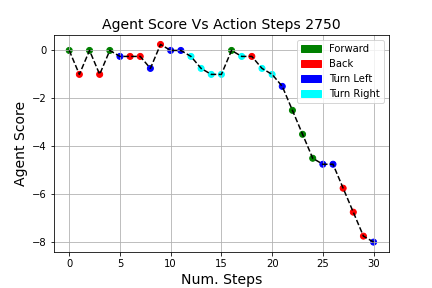 Agent Score Vs Action Steps 2750
Agent Score
0
−2
−4
−6
−8
Forward
Back
Turn Left
Turn Right
0 5 10 15 20 25 30
Num. Steps